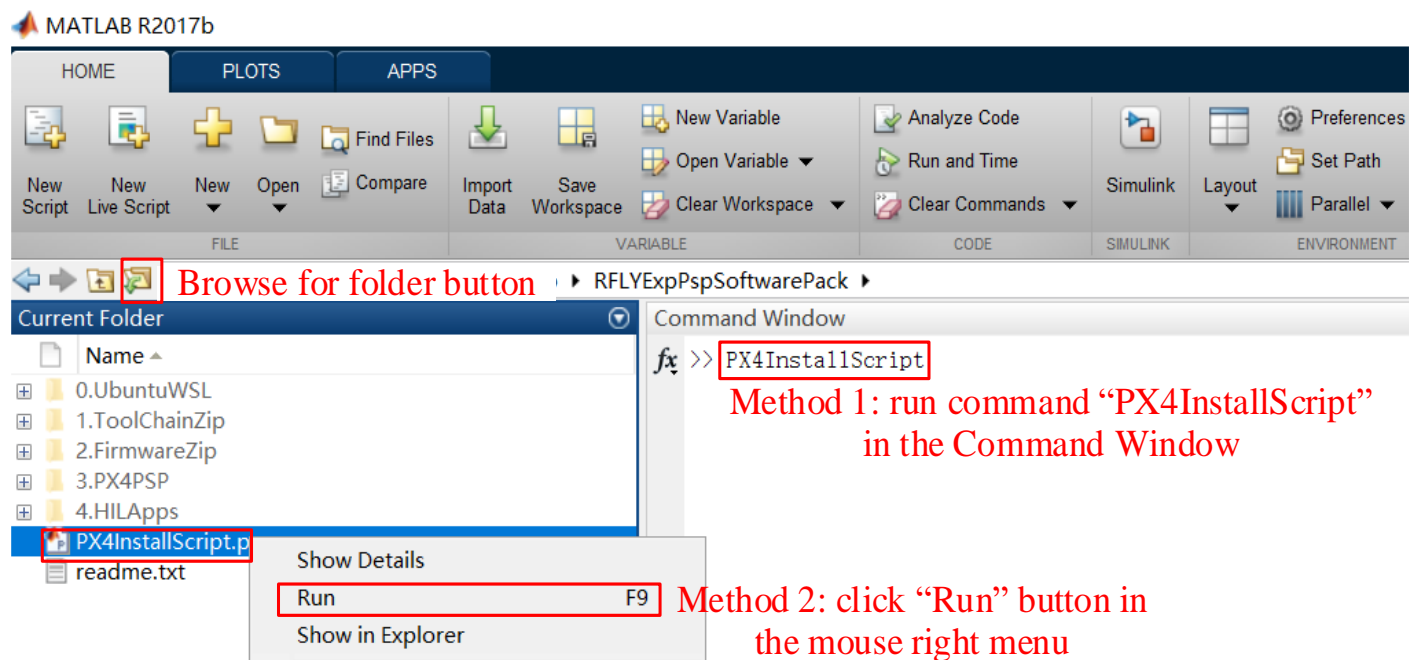 MATLAB R2017b
HOME PLOTS APPS
New Script
New Live Script
New
Open
Find Files
Compare
Import Data
Save Workspace
New Variable
Open Variable
Clear Workspace
Analyze Code
Run and Time
Clear Commands
Simulink
Layout
Preferences
Set Path
Parallel
FILE VARIABLE CODE SIMULINK ENVIRONMENT
Browse for folder button
RFLYExpPspSoftwarePack
Current Folder
Name
0.UbuntuWSL
1.ToolChainZip
2.FirmwareZip
3.PX4PSP
4.HILApps
PX4InstallScript.p
readme.txt
Show Details
Run F9
Show in Explorer
Command Window
fx >> PX4InstallScript
Method 1: run command “PX4InstallScript”
in the Command Window
Method 2: click “Run” button in
the mouse right menu